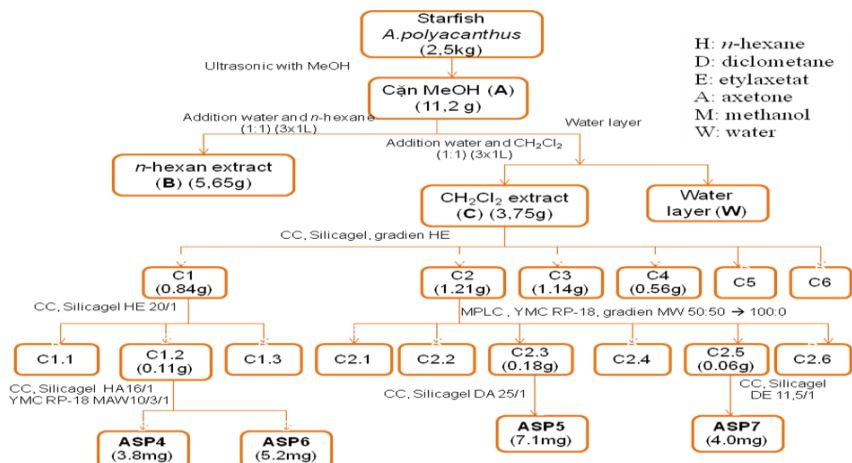 Starfish
A.polyacanthus
(2,5kg)
H: n-hexane
D: diclometane
E: etylaxetat
A: axetone
M: methanol
W: water
Ultrasonic with MeOH
Cặn MeOH (A)
(11,2 g)
Addition water and n-hexane
(1:1) (3x1L)
Water layer
Addition water and CH₂Cl₂
(1:1) (3x1L)
n-hexan extract
(B) (5,65g)
CH₂Cl₂ extract
(C) (3,75g)
Water
layer (W)
CC, Silicagel, gradien HE
C1
(0.84g)
C2
(1.21g)
C3
(1.14g)
C4
(0.56g)
C5
C6
CC, Silicagel HE 20/1
MPLC , YMC RP-18, gradien MW 50:50 → 100:0
C1.1
C1.2
(0.11g)
C1.3
C2.1
C2.2
C2.3
(0.18g)
C2.4
C2.5
(0.06g)
C2.6
CC, Silicagel HA16/1
YMC RP-18 MAW10/3/1
CC, Silicagel DA 25/1
CC, Silicagel
DE 11,5/1
ASP4
(3.8mg)
ASP6
(5.2mg)
ASP5
(7.1mg)
ASP7
(4.0mg)